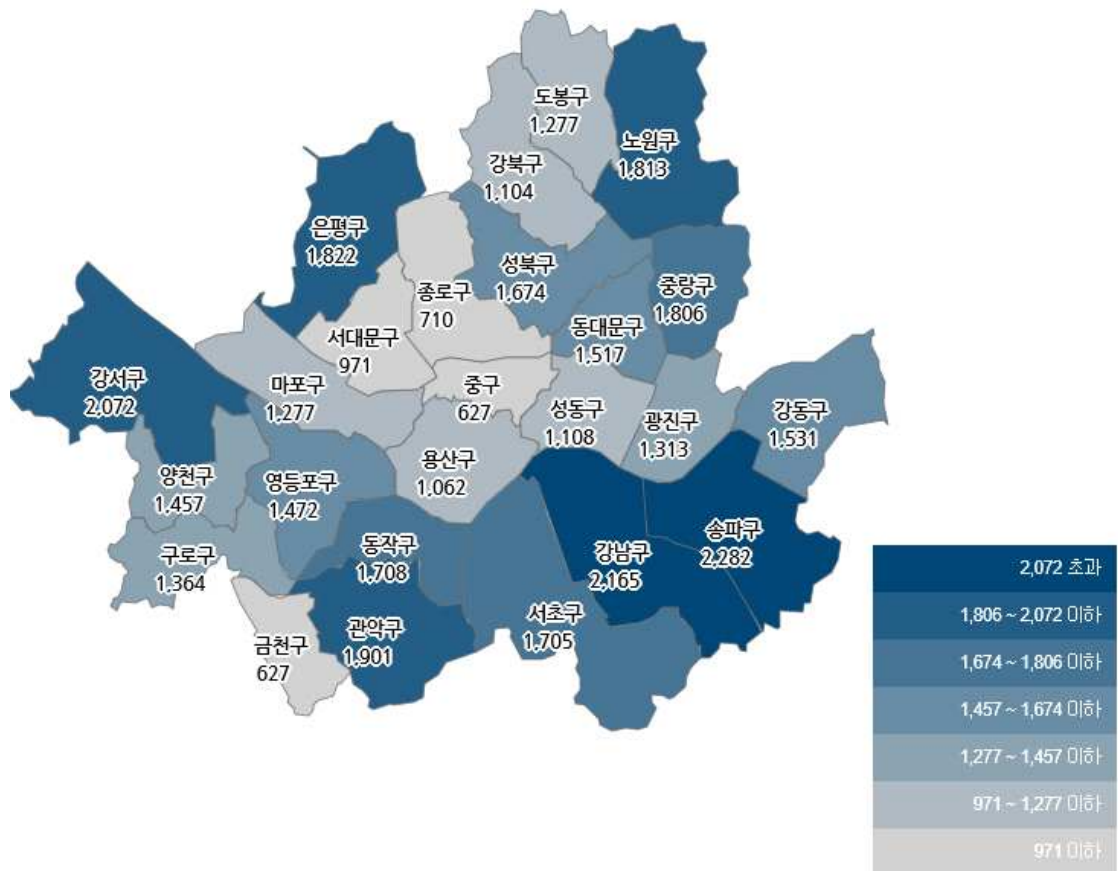 도봉구
1,277
노원구
1,813
강북구
1,104
은평구
1,822
성북구
1,674
중랑구
1,806
종로구
710
동대문구
1,517
서대문구
971
강서구
2,072
마포구
1,277
중구
627
성동구
1,108
광진구
1,313
강동구
1,531
용산구
1,062
양천구
1,457
영등포구
1,472
구로구
1,364
동작구
1,708
강남구
2,165
송파구
2,282
서초구
1,705
관악구
1,901
금천구
627
2,072 초과
1,806 ~ 2,072 이하
1,674 ~ 1,806 이하
1,457 ~ 1,674 이하
1,277 ~ 1,457 이하
971 ~ 1,277 이하
971 이하